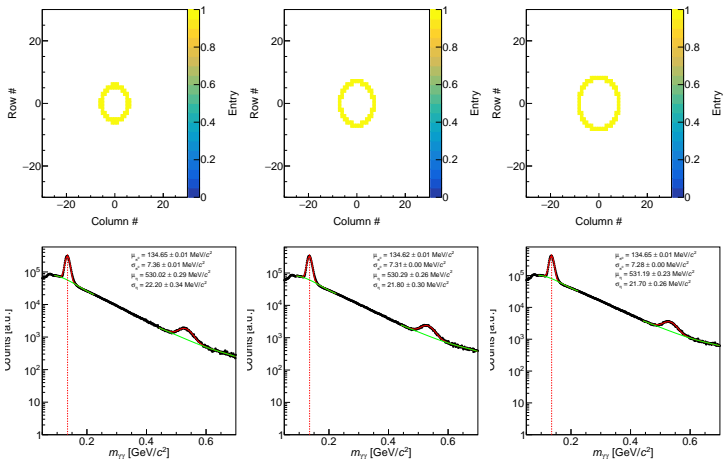 20
0
−20
Row #
−20 0 20
Column #
1
0.8
0.6
0.4
0.2
0
Entry
20
0
−20
Row #
−20 0 20
Column #
1
0.8
0.6
0.4
0.2
0
Entry
20
0
−20
Row #
−20 0 20
Column #
1
0.8
0.6
0.4
0.2
0
Entry
μπ⁰ = 134.65 ± 0.01 MeV/c²
σπ⁰ = 7.36 ± 0.01 MeV/c²
μη = 530.02 ± 0.29 MeV/c²
ση = 22.20 ± 0.34 MeV/c²
10⁵
10⁴
10³
10²
10
1
Counts [a.u.]
0.2 0.4 0.6
mγγ [GeV/c²]
μπ⁰ = 134.62 ± 0.01 MeV/c²
σπ⁰ = 7.31 ± 0.00 MeV/c²
μη = 530.29 ± 0.26 MeV/c²
ση = 21.80 ± 0.30 MeV/c²
10⁵
10⁴
10³
10²
10
1
Counts [a.u.]
0.2 0.4 0.6
mγγ [GeV/c²]
μπ⁰ = 134.65 ± 0.01 MeV/c²
σπ⁰ = 7.28 ± 0.00 MeV/c²
μη = 531.19 ± 0.23 MeV/c²
ση = 21.70 ± 0.26 MeV/c²
10⁵
10⁴
10³
10²
10
1
Counts [a.u.]
0.2 0.4 0.6
mγγ [GeV/c²]